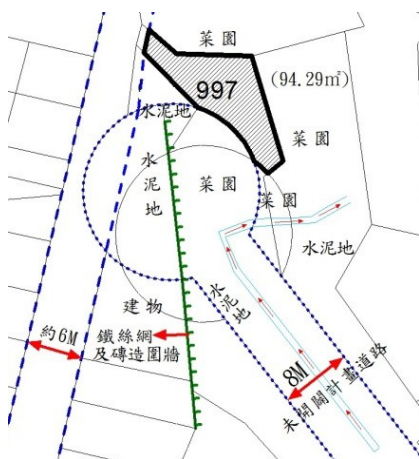 菜園
997
(94.29㎡)
水泥地
菜園
水泥地
菜園
菜園
水泥地
建物
水泥地
約6M
鐵絲網
及磚造圍牆
8M
未開闢計畫道路